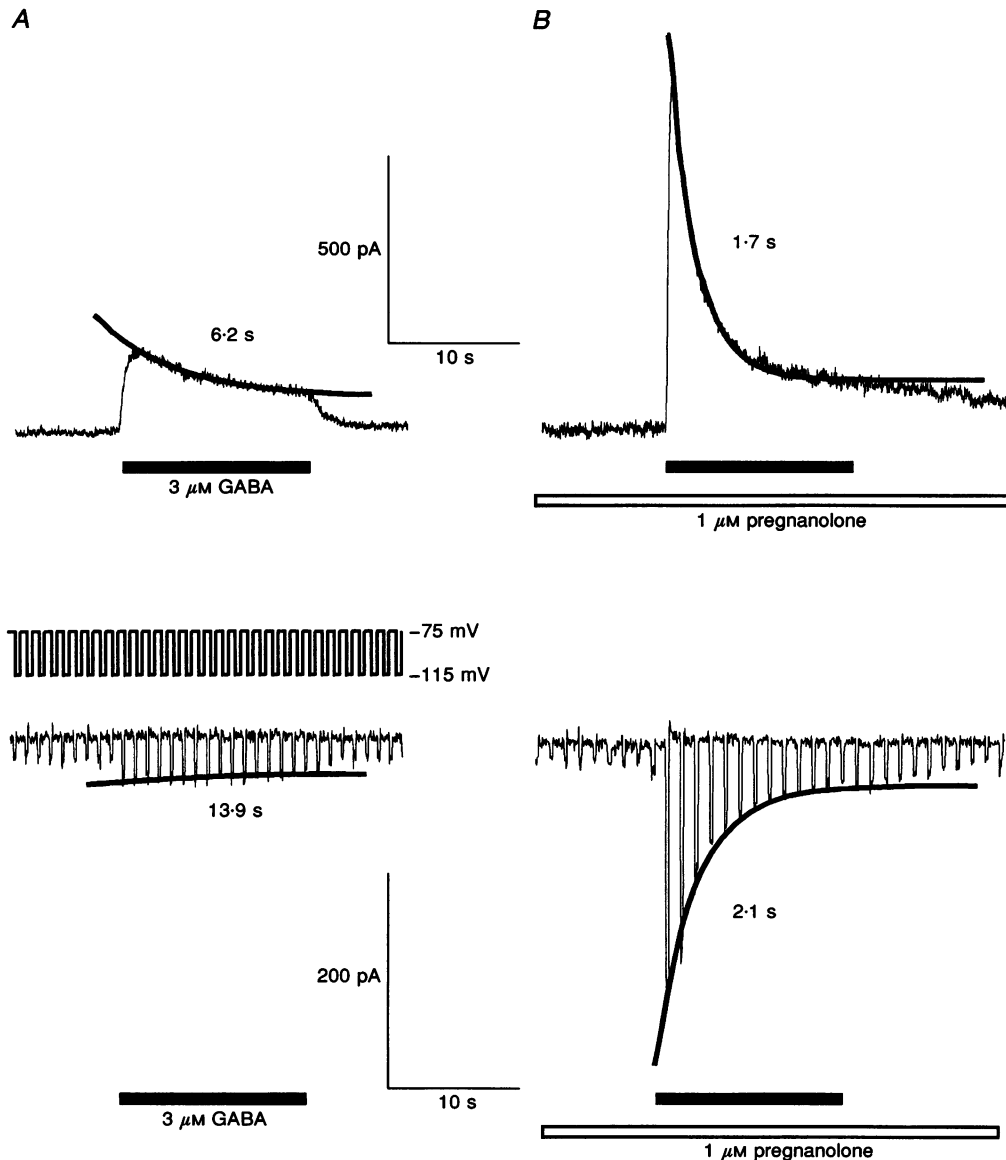 A
B
500 pA
10 s
6·2 s
1·7 s
3 μM GABA
1 μM pregnanolone
−75 mV
−115 mV
13·9 s
2·1 s
200 pA
10 s
3 μM GABA
1 μM pregnanolone